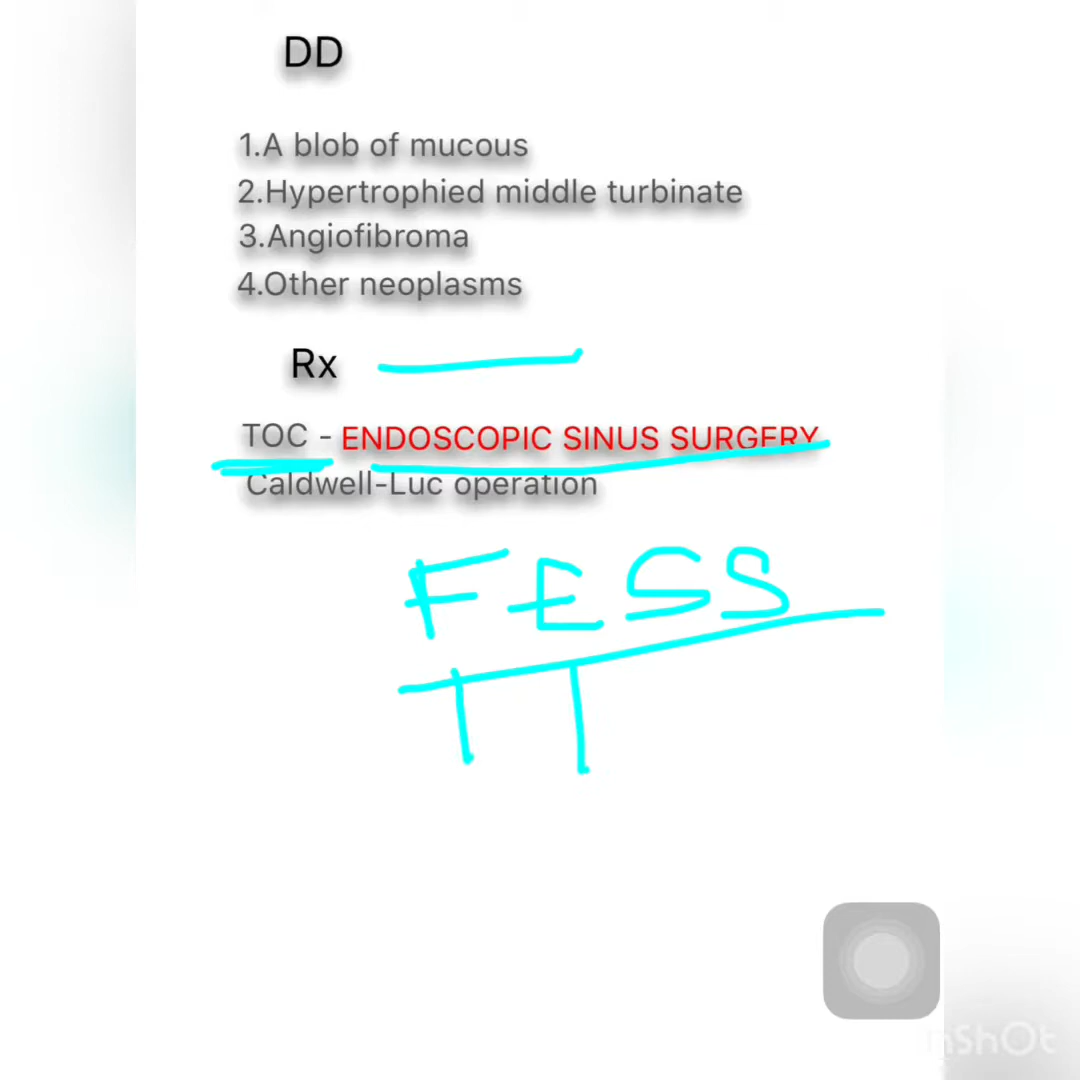 DD
1.A blob of mucous
2.Hypertrophied middle turbinate
3.Angiofibroma
4.Other neoplasms
Rx
TOC - ENDOSCOPIC SINUS SURGERY
Caldwell-Luc operation
FESS
nShOt